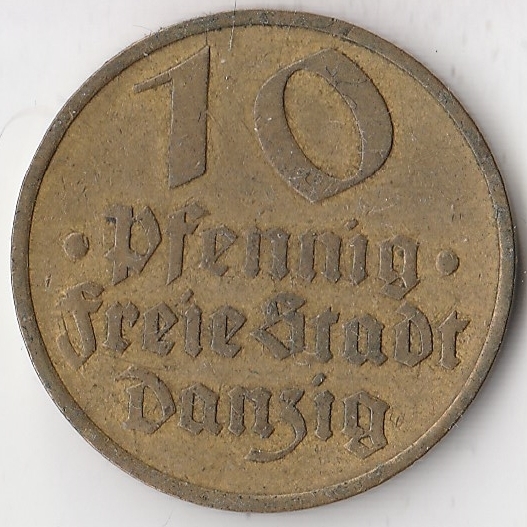 10
· Pfennig ·
Freie Stadt
Danzig